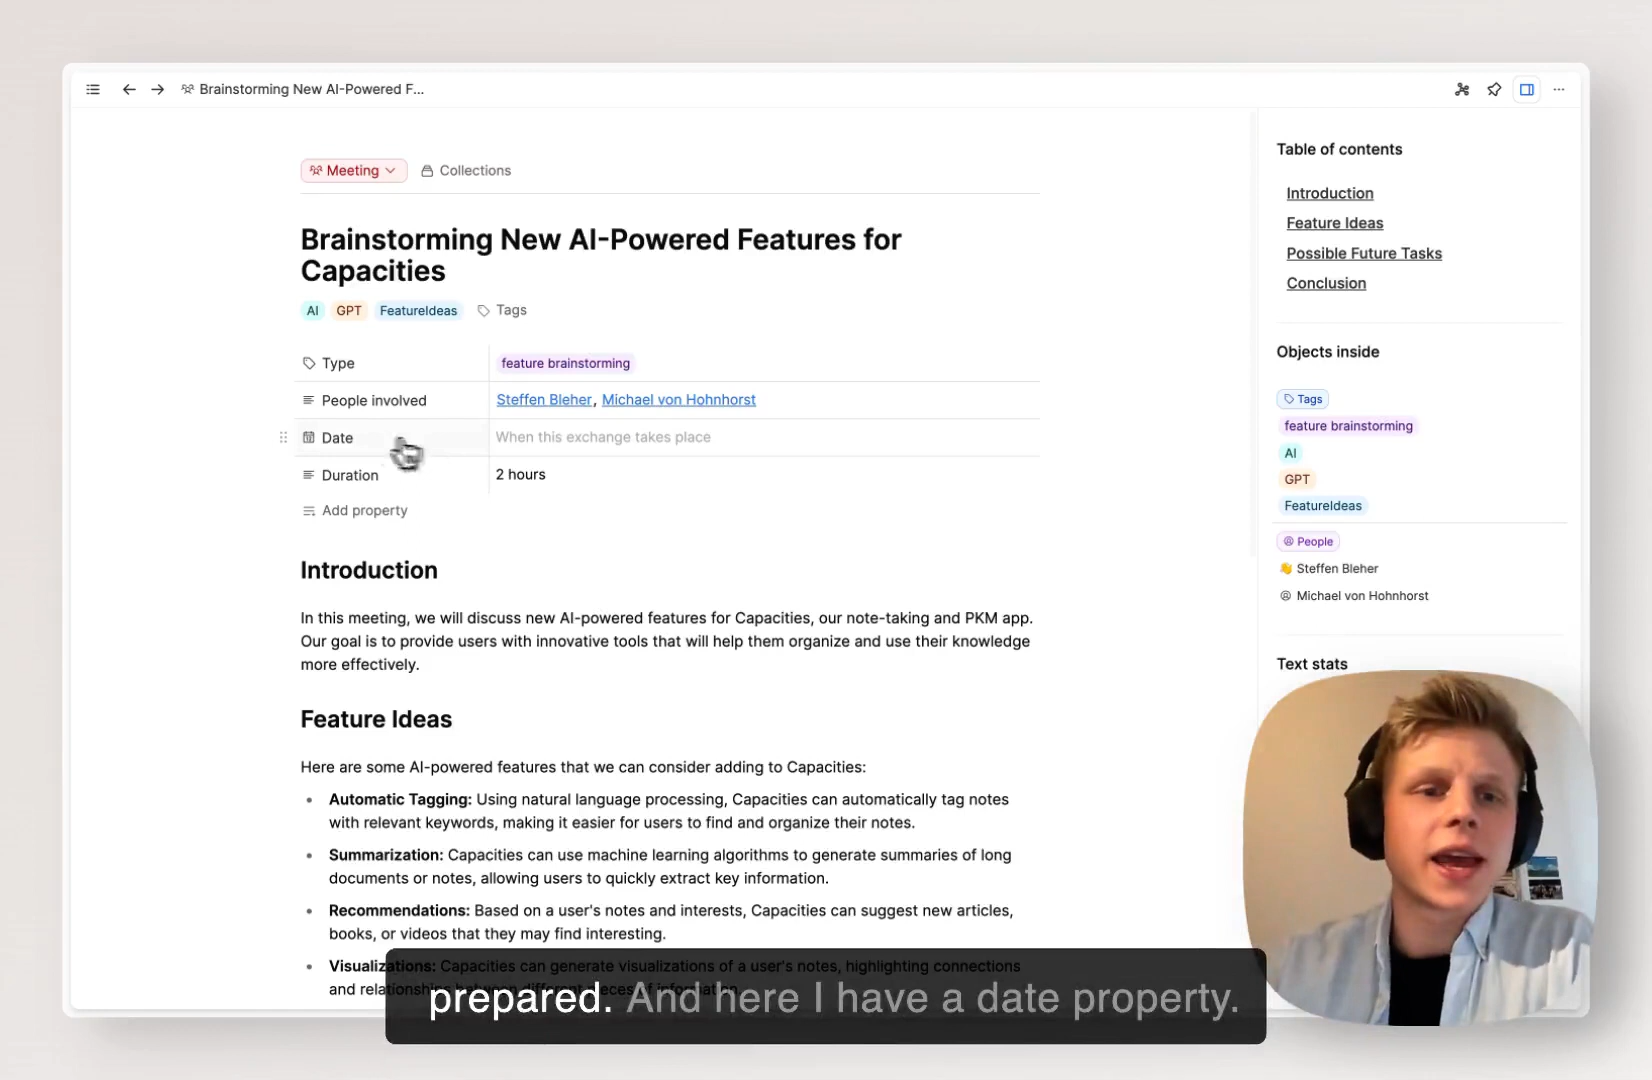 Brainstorming New AI-Powered F...
Meeting
Collections
Brainstorming New AI-Powered Features for
Capacities
AI GPT FeatureIdeas Tags
Type feature brainstorming
People involved Steffen Bleher, Michael von Hohnhorst
Date When this exchange takes place
Duration 2 hours
Add property
Introduction
In this meeting, we will discuss new AI-powered features for Capacities, our note-taking and PKM app.
Our goal is to provide users with innovative tools that will help them organize and use their knowledge
more effectively.
Feature Ideas
Here are some AI-powered features that we can consider adding to Capacities:
• Automatic Tagging: Using natural language processing, Capacities can automatically tag notes
with relevant keywords, making it easier for users to find and organize their notes.
• Summarization: Capacities can use machine learning algorithms to generate summaries of long
documents or notes, allowing users to quickly extract key information.
• Recommendations: Based on a user's notes and interests, Capacities can suggest new articles,
books, or videos that they may find interesting.
• Visualizations: Capacities can generate visualizations of a user's notes, highlighting connections
and relationships between different pieces of information.
prepared. And here I have a date property.
Table of contents
Introduction
Feature Ideas
Possible Future Tasks
Conclusion
Objects inside
Tags
feature brainstorming
AI
GPT
FeatureIdeas
People
Steffen Bleher
Michael von Hohnhorst
Text stats